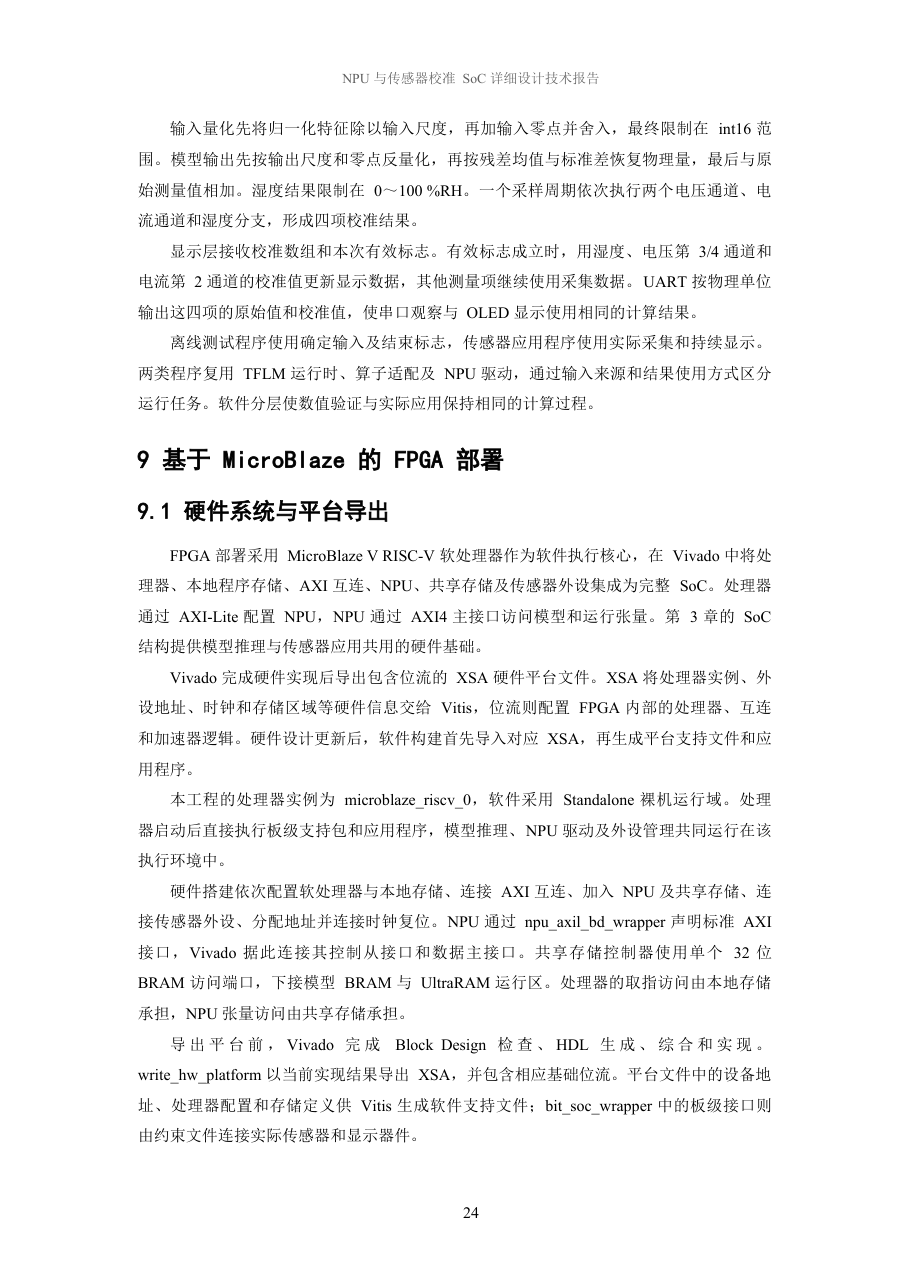 NPU 与传感器校准 SoC 详细设计技术报告
输入量化先将归一化特征除以输入尺度，再加输入零点并舍入，最终限制在 int16 范
围。模型输出先按输出尺度和零点反量化，再按残差均值与标准差恢复物理量，最后与原
始测量值相加。湿度结果限制在 0～100 %RH。一个采样周期依次执行两个电压通道、电
流通道和湿度分支，形成四项校准结果。
显示层接收校准数组和本次有效标志。有效标志成立时，用湿度、电压第 3/4 通道和
电流第 2 通道的校准值更新显示数据，其他测量项继续使用采集数据。UART 按物理单位
输出这四项的原始值和校准值，使串口观察与 OLED 显示使用相同的计算结果。
离线测试程序使用确定输入及结束标志，传感器应用程序使用实际采集和持续显示。
两类程序复用 TFLM 运行时、算子适配及 NPU 驱动，通过输入来源和结果使用方式区分
运行任务。软件分层使数值验证与实际应用保持相同的计算过程。
9 基于 MicroBlaze 的 FPGA 部署
9.1 硬件系统与平台导出
FPGA 部署采用 MicroBlaze V RISC-V 软处理器作为软件执行核心，在 Vivado 中将处
理器、本地程序存储、AXI 互连、NPU、共享存储及传感器外设集成为完整 SoC。处理器
通过 AXI-Lite 配置 NPU，NPU 通过 AXI4 主接口访问模型和运行张量。第 3 章的 SoC
结构提供模型推理与传感器应用共用的硬件基础。
Vivado 完成硬件实现后导出包含位流的 XSA 硬件平台文件。XSA 将处理器实例、外
设地址、时钟和存储区域等硬件信息交给 Vitis，位流则配置 FPGA 内部的处理器、互连
和加速器逻辑。硬件设计更新后，软件构建首先导入对应 XSA，再生成平台支持文件和应
用程序。
本工程的处理器实例为 microblaze_riscv_0，软件采用 Standalone 裸机运行域。处理
器启动后直接执行板级支持包和应用程序，模型推理、NPU 驱动及外设管理共同运行在该
执行环境中。
硬件搭建依次配置软处理器与本地存储、连接 AXI 互连、加入 NPU 及共享存储、连
接传感器外设、分配地址并连接时钟复位。NPU 通过 npu_axil_bd_wrapper 声明标准 AXI
接口，Vivado 据此连接其控制从接口和数据主接口。共享存储控制器使用单个 32 位
BRAM 访问端口，下接模型 BRAM 与 UltraRAM 运行区。处理器的取指访问由本地存储
承担，NPU 张量访问由共享存储承担。
导出平台前，Vivado 完成 Block Design 检查、HDL 生成、综合和实现。
write_hw_platform 以当前实现结果导出 XSA，并包含相应基础位流。平台文件中的设备地
址、处理器配置和存储定义供 Vitis 生成软件支持文件；bit_soc_wrapper 中的板级接口则
由约束文件连接实际传感器和显示器件。
24